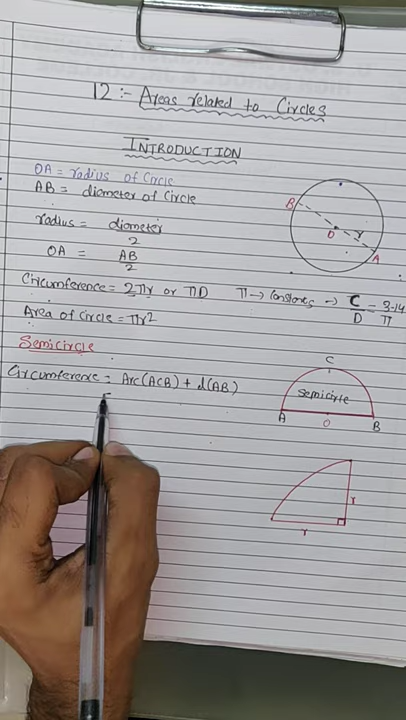 12 :- Areas related to Circles
INTRODUCTION
OA = radius of Circle
AB = diameter of Circle
radius = diameter
2
OA = AB
2
Circumference = 2πr or πD π → Constant → C = 3.14
D π
Area of Circle = πr²
Semicircle
Circumference = Arc(ACB) + d(AB)
=
B
O
r
A
C
Semicircle
A
O
B
r
r